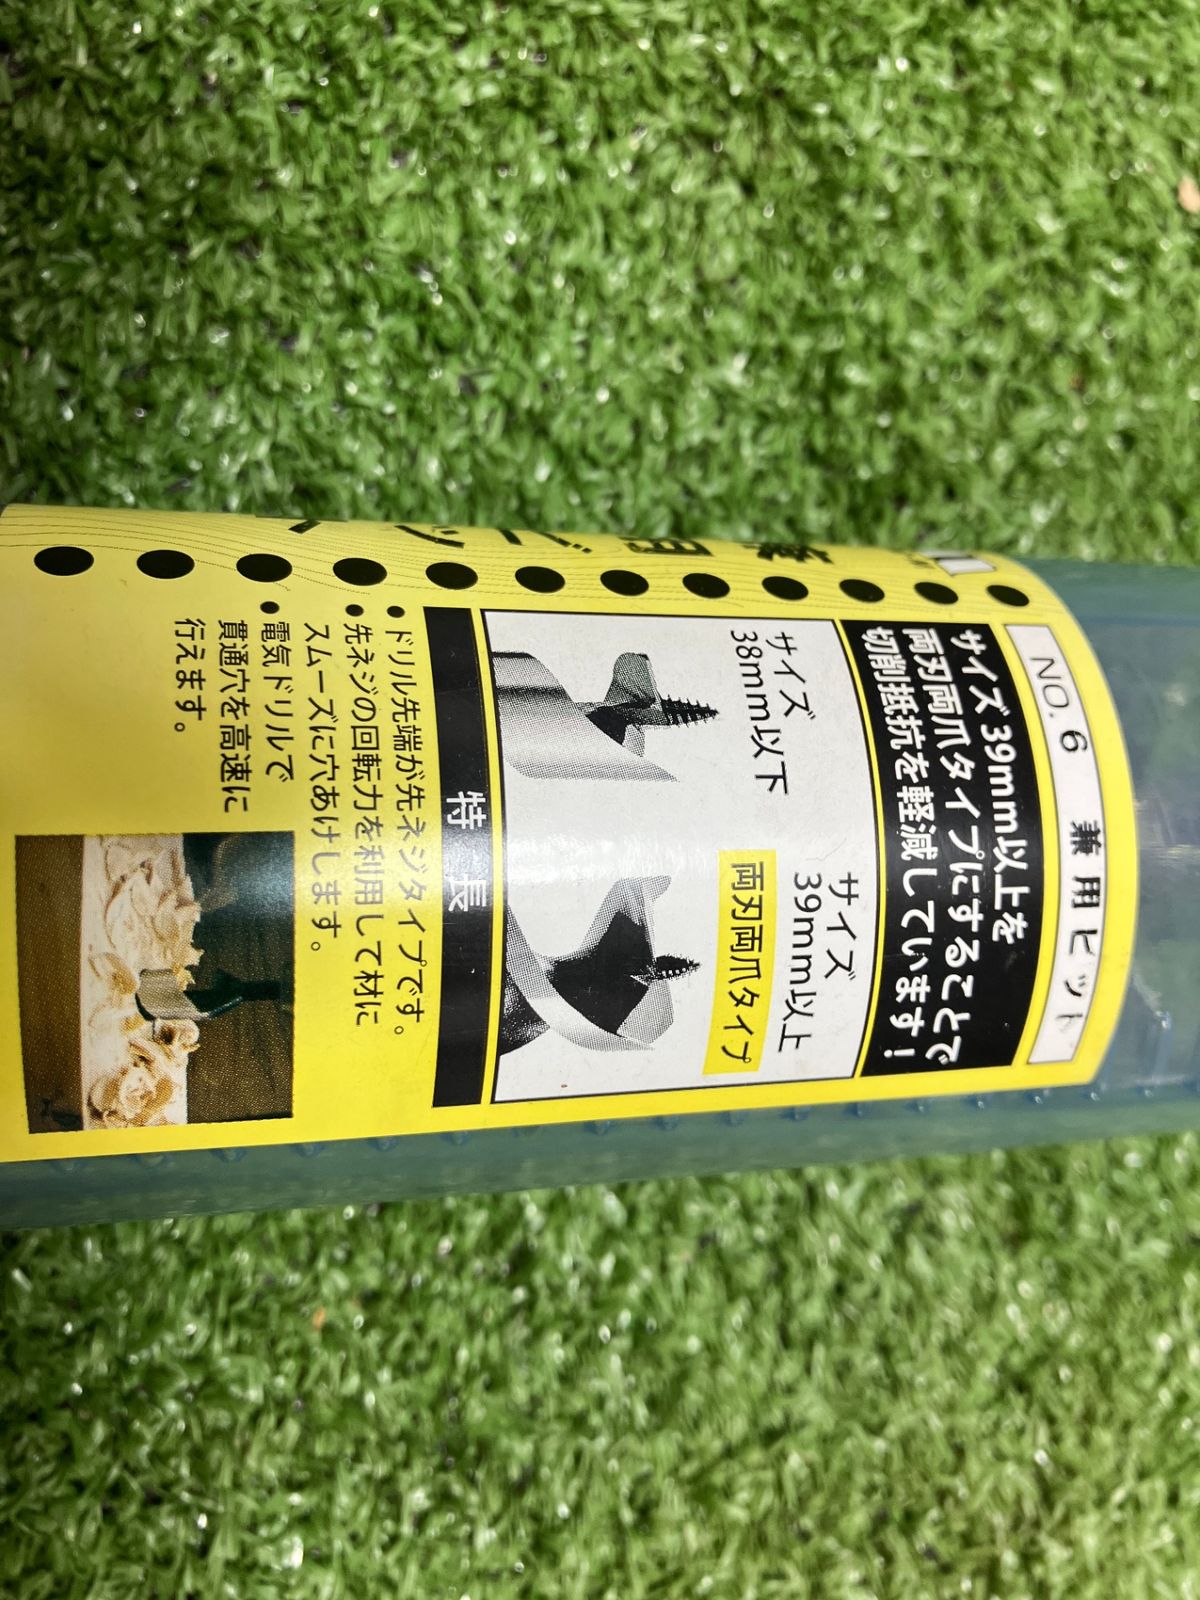 NO. 6 兼用ビット
サイズ39mm以上を
両刃両爪タイプにすることで
切削抵抗を軽減しています!
サイズ
38mm以下
サイズ
39mm以上
両刃両爪タイプ
特長
●ドリル先端が先ネジタイプです。
●先ネジの回転力を利用して材に
スムーズに穴あけします。
●電気ドリルで
貫通穴を高速に
行えます。